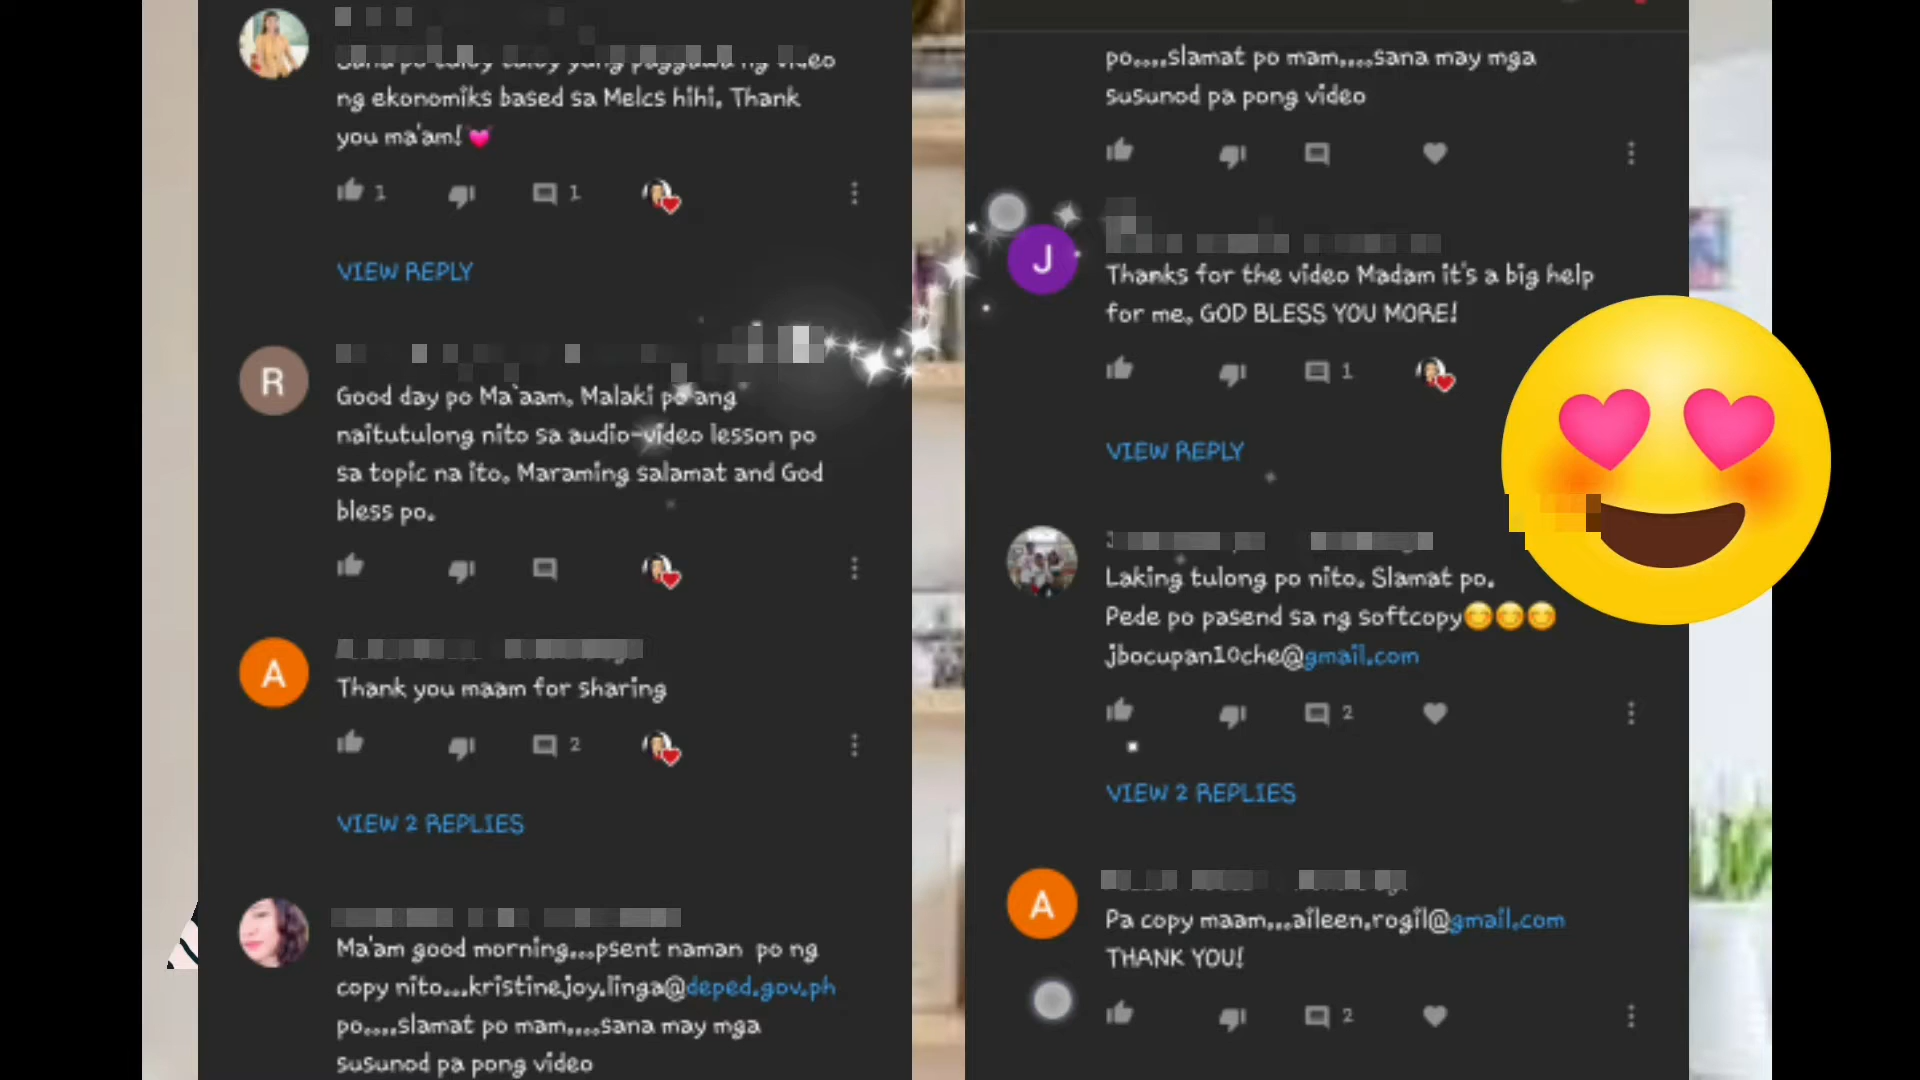 ng ekonomiks based sa Melcs hihi. Thank
you ma'am!
1
1
VIEW REPLY
R
Good day po Ma`aam, Malaki po ang
naitutulong nito sa audio-video lesson po
sa topic na ito. Maraming salamat and God
bless po.
A
Thank you maam for sharing
2
VIEW 2 REPLIES
Ma'am good morning...psent naman po ng
copy nito...kristinejoy.linga@deped.gov.ph
po....slamat po mam....sana may mga
susunod pa pong video
po....slamat po mam....sana may mga
susunod pa pong video
J
Thanks for the video Madam it's a big help
for me. GOD BLESS YOU MORE!
1
VIEW REPLY
Laking tulong po nito. Slamat po.
Pede po pasend sa ng softcopy
jbocupan10che@gmail.com
2
VIEW 2 REPLIES
A
Pa copy maam...aileen.rogil@gmail.com
THANK YOU!
2